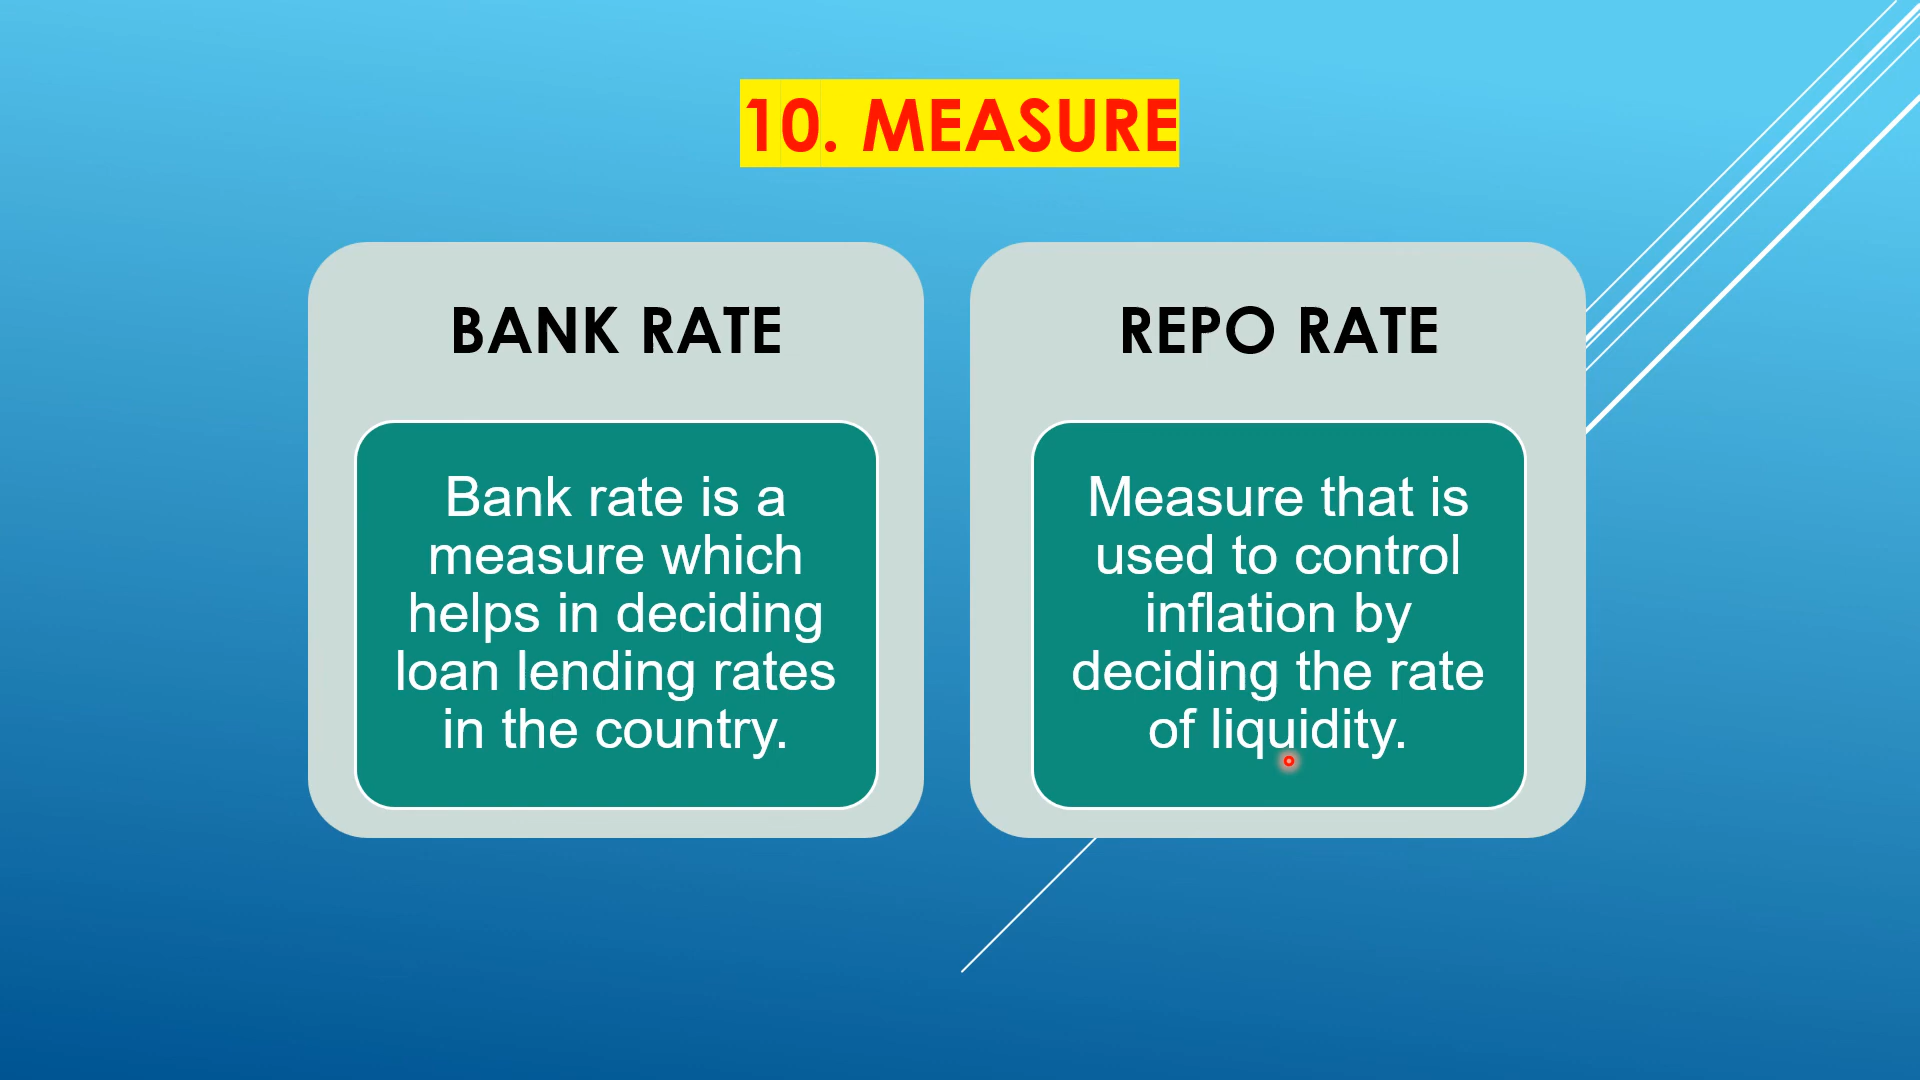 10. MEASURE
BANK RATE
Bank rate is a
measure which
helps in deciding
loan lending rates
in the country.
REPO RATE
Measure that is
used to control
inflation by
deciding the rate
of liquidity.